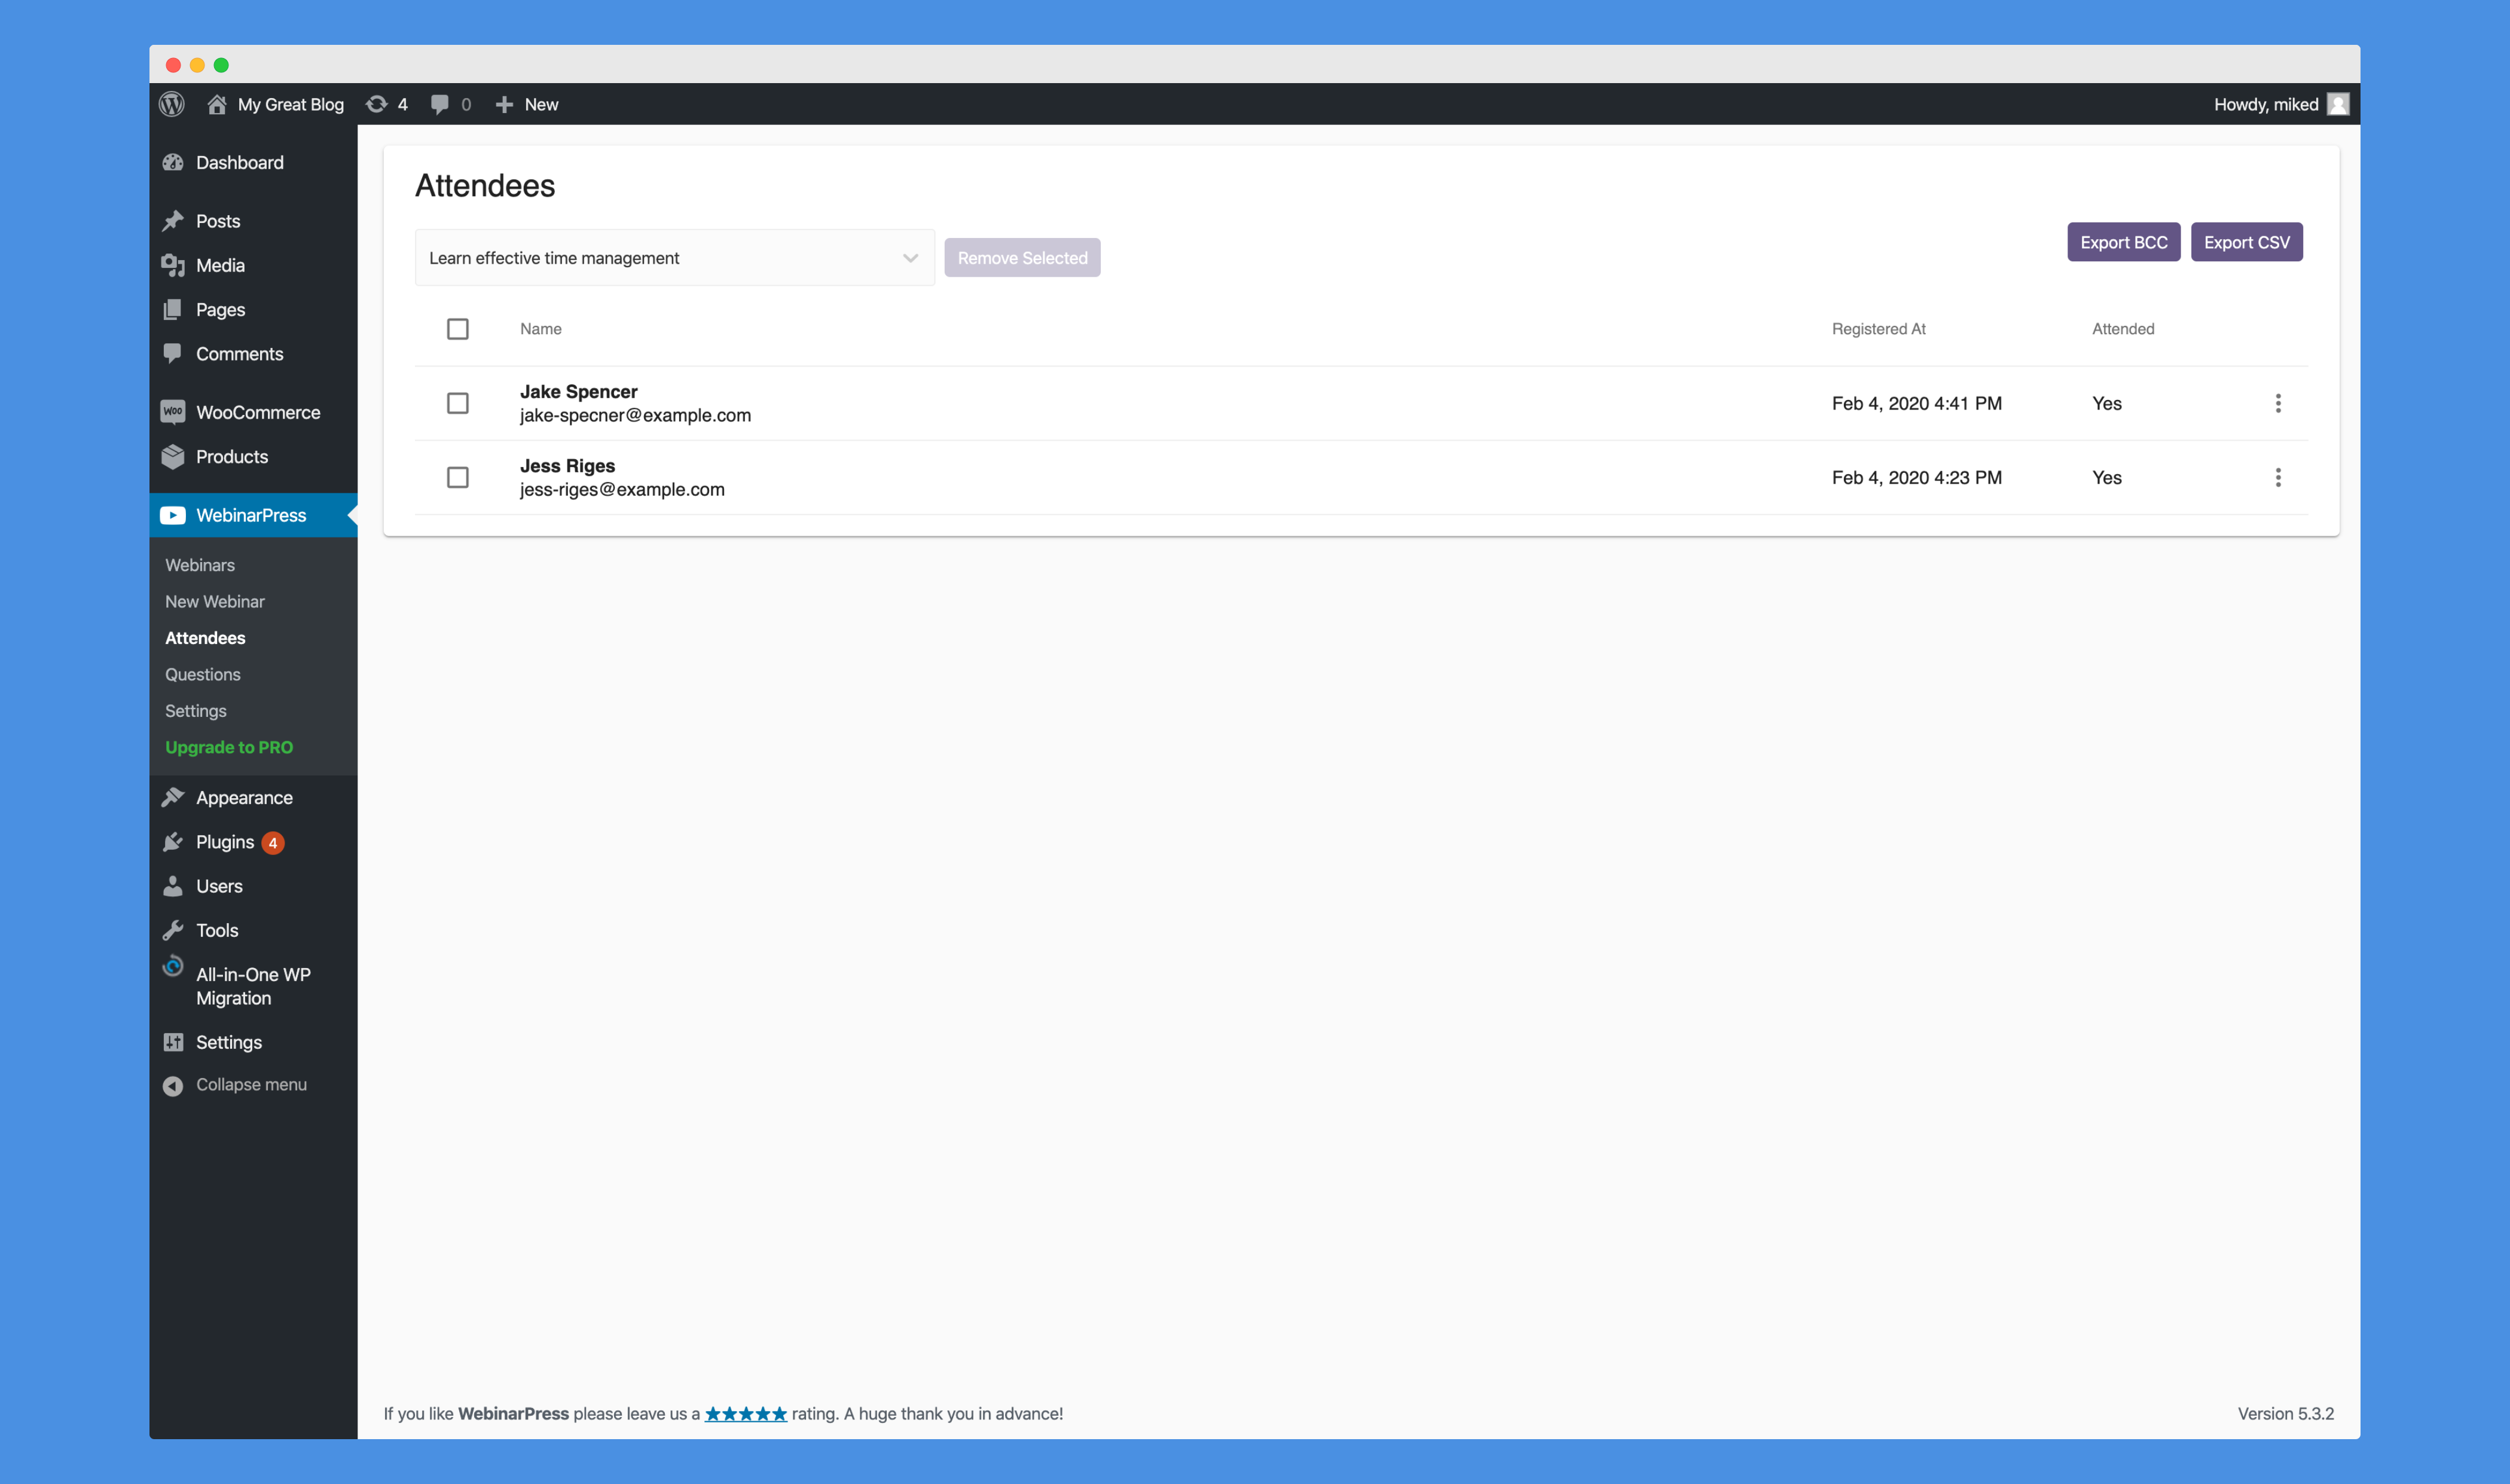 My Great Blog 4 0 New Howdy, miked
Dashboard
Posts
Media
Pages
Comments
WOO WooCommerce
Products
WebinarPress
Webinars
New Webinar
Attendees
Questions
Settings
Upgrade to PRO
Appearance
Plugins 4
Users
Tools
All-in-One WP
Migration
Settings
Collapse menu
Attendees
Learn effective time management Remove Selected Export BCC Export CSV
Name Registered At Attended
Jake Spencer
jake-specner@example.com Feb 4, 2020 4:41 PM Yes
Jess Riges
jess-riges@example.com Feb 4, 2020 4:23 PM Yes
If you like WebinarPress please leave us a ★★★★★ rating. A huge thank you in advance! Version 5.3.2